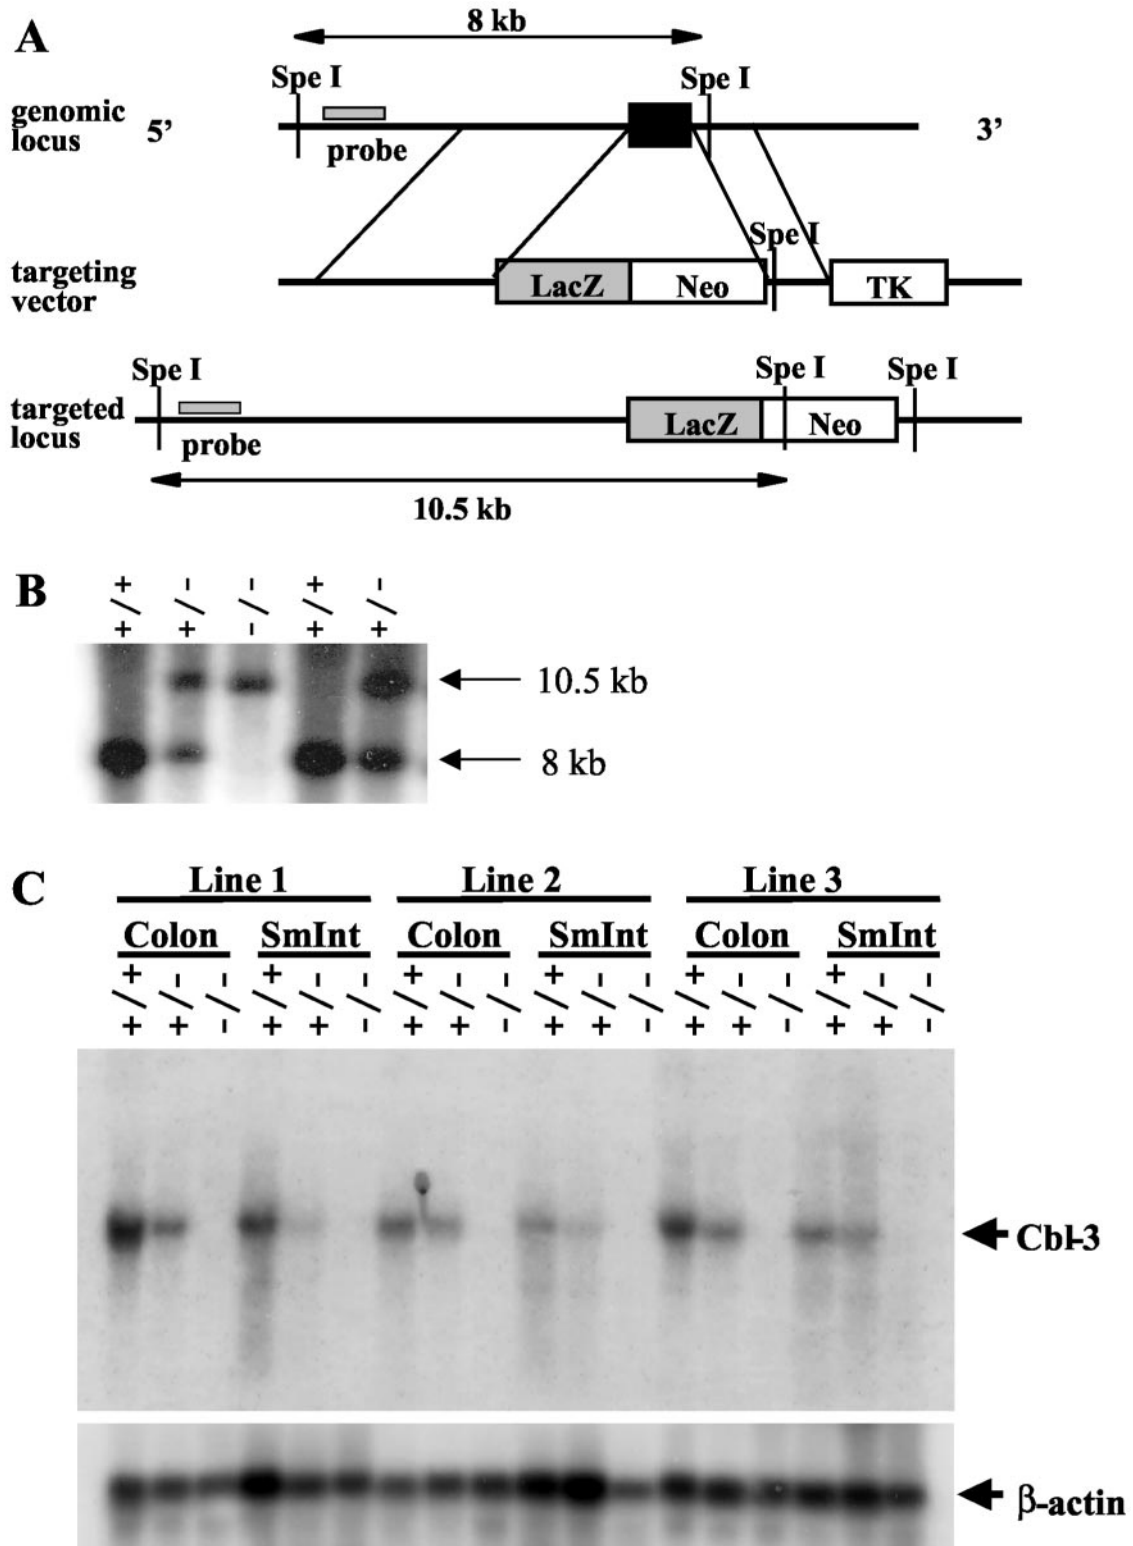 A
8 kb
Spe I Spe I
genomic
locus 5’ 3’
probe
Spe I
targeting
vector
LacZ Neo TK
Spe I Spe I Spe I
targeted
locus
LacZ Neo
probe
10.5 kb
B
+ - - + -
/ / / / /
+ + - + +
10.5 kb
8 kb
C
Line 1 Line 2 Line 3
Colon SmInt Colon SmInt Colon SmInt
+ - - + - - + - - + - - + - - + - -
/ / / / / / / / / / / / / / / / / /
+ + - + + - + + - + + - + + - + + -
Cbl-3
β-actin